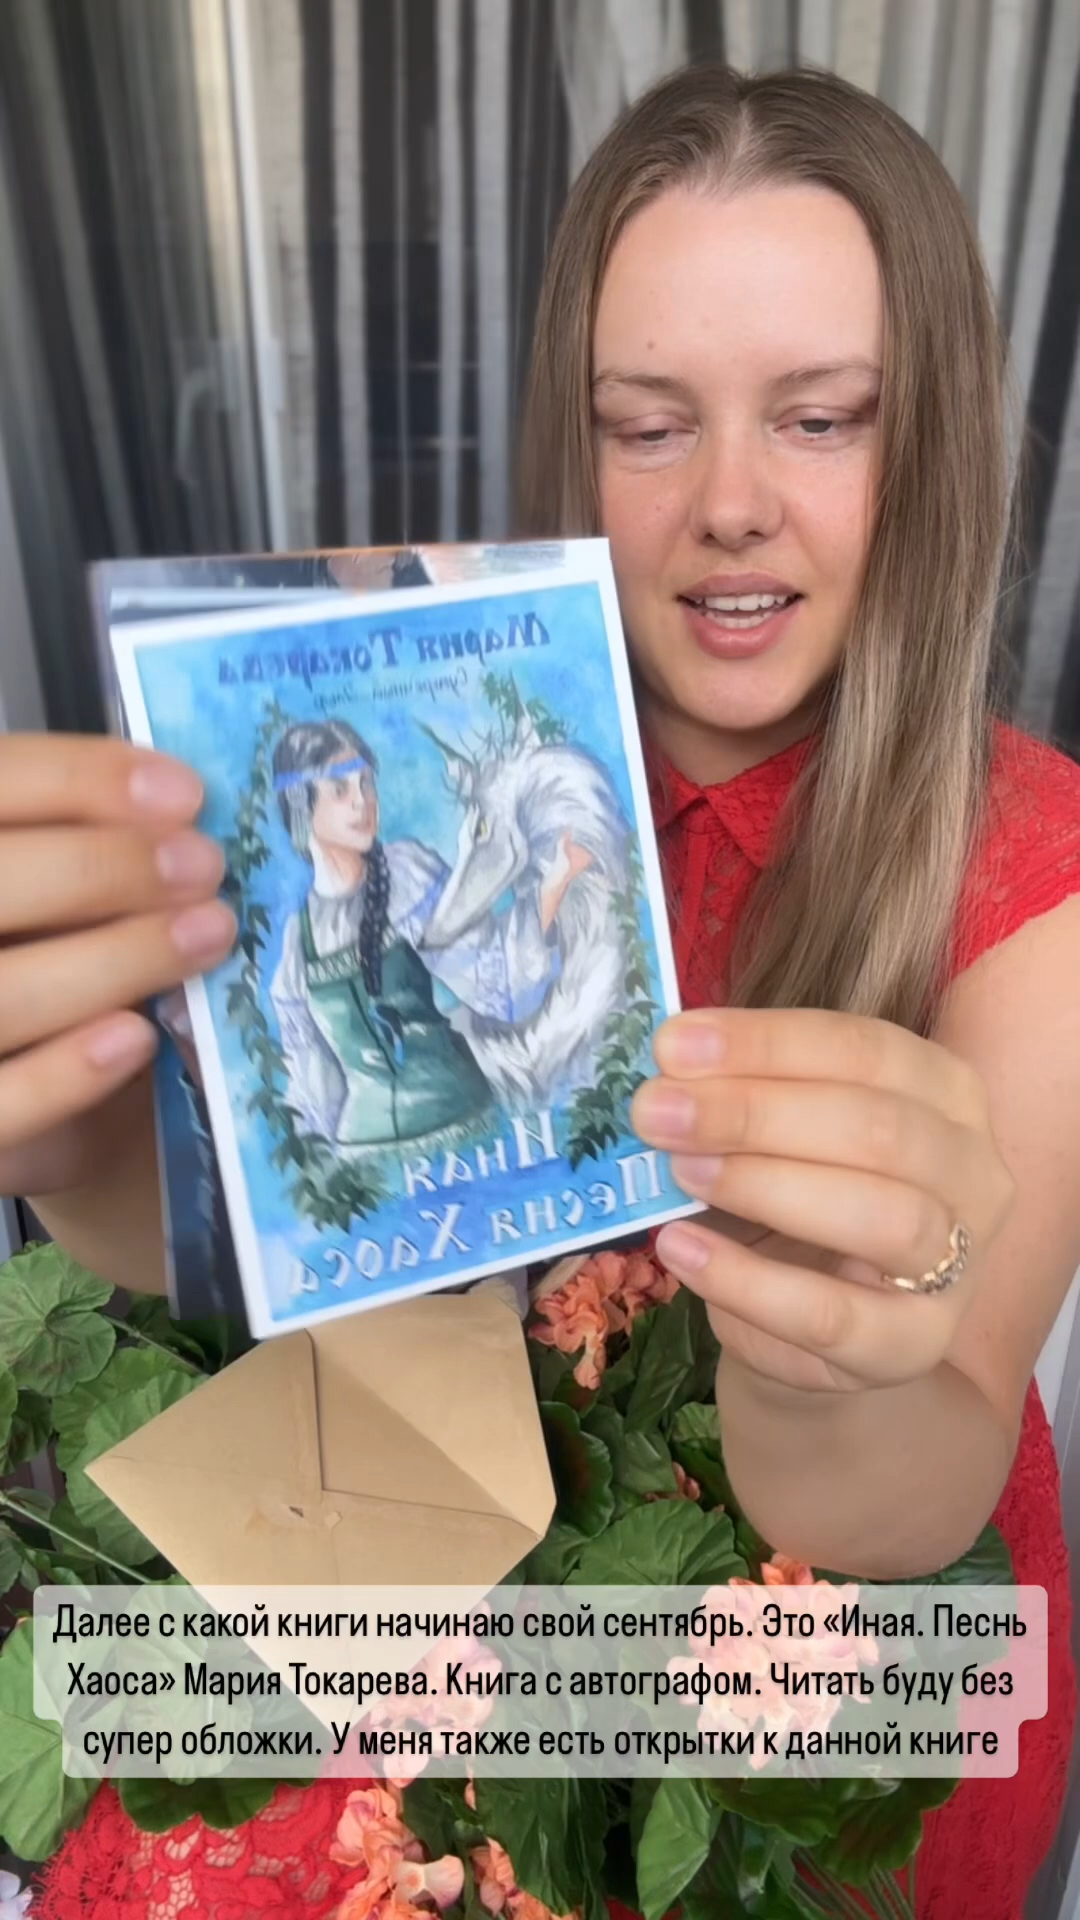 Мария Токарева
Иная
Песня Хаоса
Далее с какой книги начинаю свой сентябрь. Это «Иная. Песнь
Хаоса» Мария Токарева. Книга с автографом. Читать буду без
супер обложки. У меня также есть открытки к данной книге